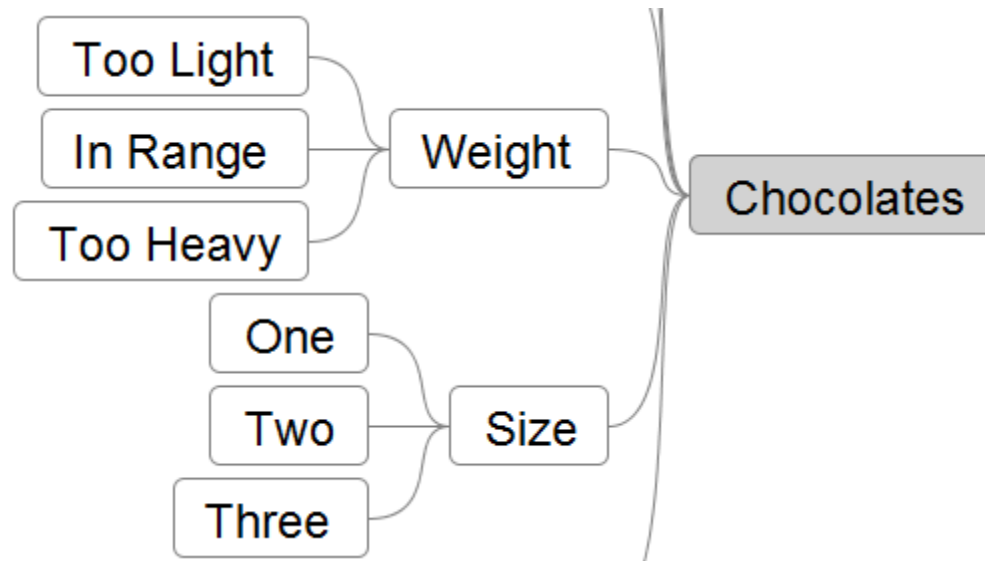 Too Light
In Range
Too Heavy
Weight
Chocolates
One
Two
Three
Size